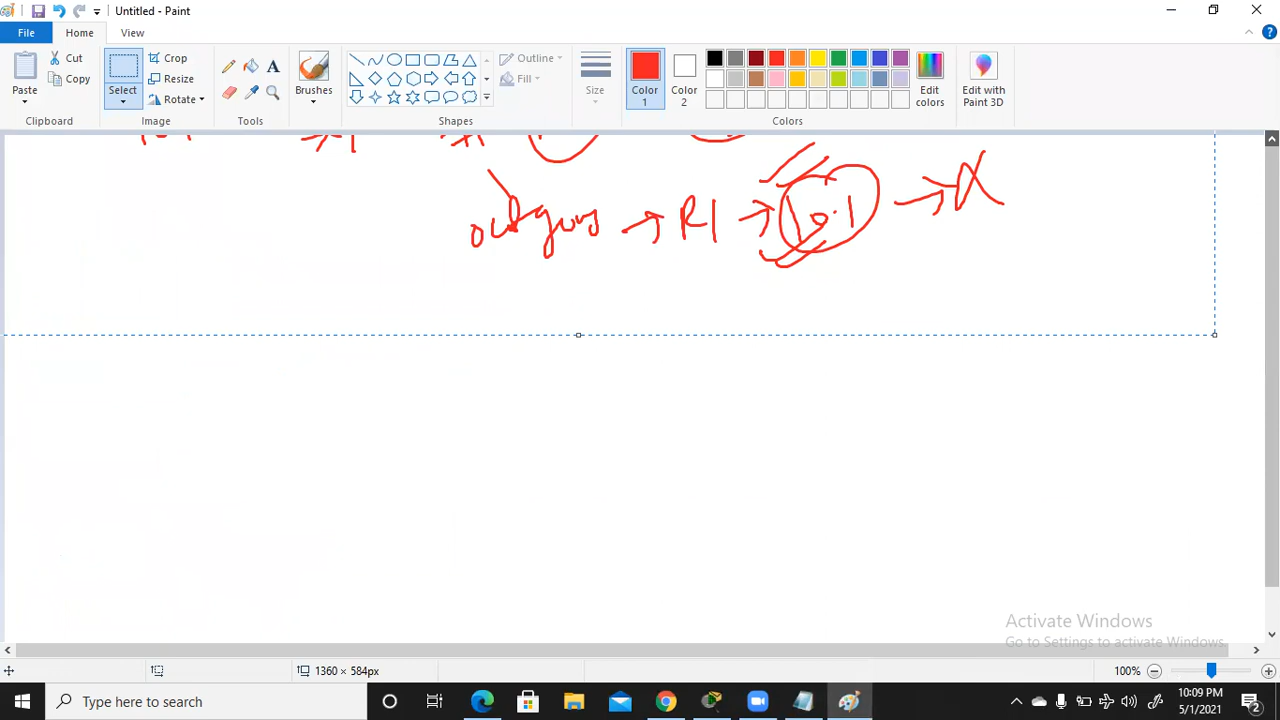 Untitled - Paint
File Home View
Paste
Cut
Copy
Clipboard
Select
Crop
Resize
Rotate
Image
Tools
Brushes
Outline
Fill
Shapes
Size
Color 1
Color 2
Edit colors
Colors
Edit with Paint 3D
→ R1 → 10.1 → X
Activate Windows
Go to Settings to activate Windows.
1360 × 584px
100%
Type here to search
10:09 PM
5/1/2021
2